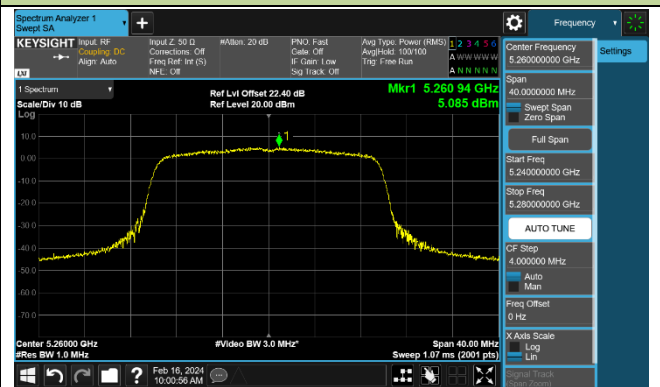 Spectrum Analyzer 1
Swept SA
+
Frequency
KEYSIGHT
Input: RF
Coupling: DC
Align: Auto
Input Z: 50 Ω
Corrections: Off
Freq Ref: Int (S)
NFE: Off
#Atten: 20 dB
PNO: Fast
Gate: Off
IF Gain: Low
Sig Track: Off
Avg Type: Power (RMS)
Avg|Hold: 100/100
Trig: Free Run
1 2 3 4 5 6
A W W W W W
A N N N N N
LXI
1 Spectrum
Scale/Div 10 dB
Log
Ref Lvl Offset 22.40 dB
Ref Level 20.00 dBm
Mkr1 5.260 94 GHz
5.085 dBm
1
10.0
0.00
-10.0
-20.0
-30.0
-40.0
-50.0
-60.0
-70.0
Center 5.26000 GHz
#Res BW 1.0 MHz
#Video BW 3.0 MHz*
Span 40.00 MHz
Sweep 1.07 ms (2001 pts)
Center Frequency
5.260000000 GHz
Settings
Span
40.0000000 MHz
Swept Span
Zero Span
Full Span
Start Freq
5.240000000 GHz
Stop Freq
5.280000000 GHz
AUTO TUNE
CF Step
4.000000 MHz
Auto
Man
Freq Offset
0 Hz
X Axis Scale
Log
Lin
Signal Track
(Span Zoom)
?
Feb 16, 2024
10:00:56 AM